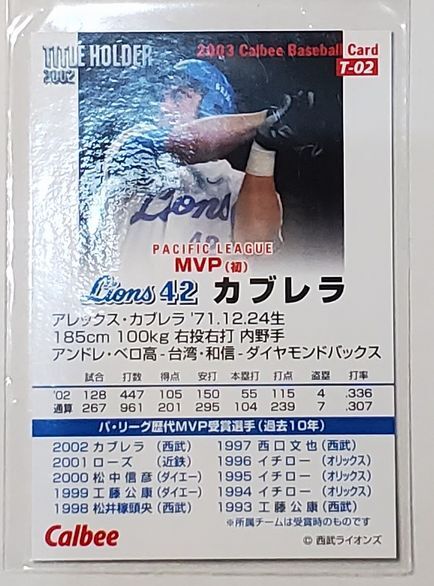 TITLE HOLDER
2002
2003 Calbee Baseball Card
T-02
Lions
42
PACIFIC LEAGUE
MVP(初)
Lions 42 カブレラ
アレックス・カブレラ '71.12.24生
185cm 100kg 右投右打 内野手
アンドレ・ベロ高-台湾・和信-ダイヤモンドバックス
試合 打数 得点 安打 本塁打 打点 盗塁 打率
'02 128 447 105 150 55 115 4 .336
通算 267 961 201 295 104 239 7 .307
パ・リーグ歴代MVP受賞選手(過去10年)
2002 カブレラ (西武) 1997 西口文也 (西武)
2001 ローズ (近鉄) 1996 イチロー (オリックス)
2000 松中信彦 (ダイエー) 1995 イチロー (オリックス)
1999 工藤公康 (ダイエー) 1994 イチロー (オリックス)
1998 松井稼頭央 (西武) 1993 工藤公康 (西武)
※所属チームは受賞時のものです
Calbee
© 西武ライオンズ